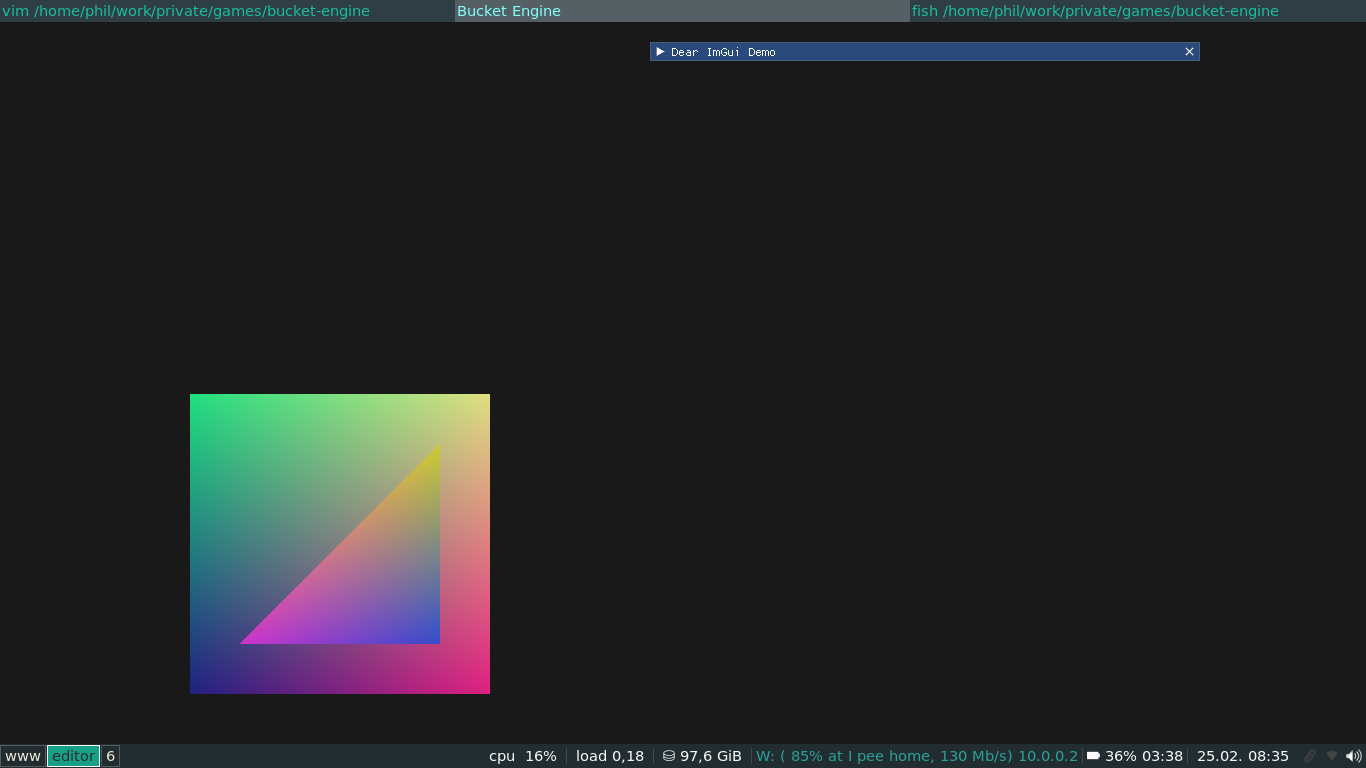 vim /home/phil/work/private/games/bucket-engine
Bucket Engine
fish /home/phil/work/private/games/bucket-engine
Dear ImGui Demo
www editor 6
cpu 16% load 0,18 97,6 GiB W: ( 85% at I pee home, 130 Mb/s) 10.0.0.2 36% 03:38 25.02. 08:35